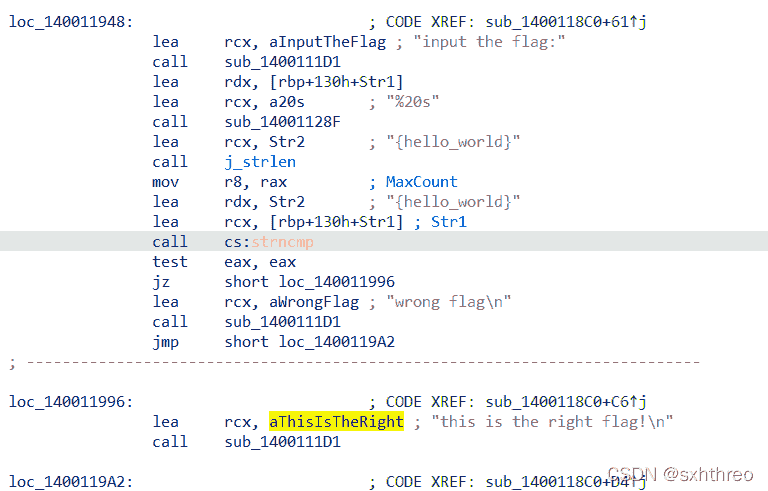 loc_140011948: ; CODE XREF: sub_1400118C0+61↑j
lea rcx, aInputTheFlag ; "input the flag:"
call sub_1400111D1
lea rdx, [rbp+130h+Str1]
lea rcx, a20s ; "%20s"
call sub_14001128F
lea rcx, Str2 ; "{hello_world}"
call j_strlen
mov r8, rax ; MaxCount
lea rdx, Str2 ; "{hello_world}"
lea rcx, [rbp+130h+Str1] ; Str1
call cs:strncmp
test eax, eax
jz short loc_140011996
lea rcx, aWrongFlag ; "wrong flag\n"
call sub_1400111D1
jmp short loc_1400119A2
; ---------------------------------------------------------------------------
loc_140011996: ; CODE XREF: sub_1400118C0+C6↑j
lea rcx, aThisIsTheRight ; "this is the right flag!\n"
call sub_1400111D1
loc_1400119A2: ; CODE XREF: sub_1400118C0+D4↑j
CSDN @sxhthreo